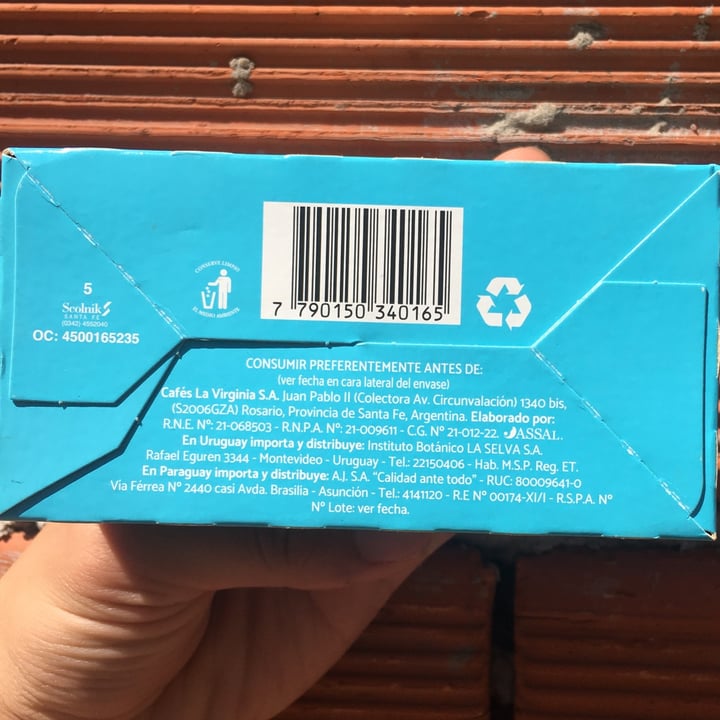 CONSERVE LIMPIO
EL MEDIO AMBIENTE
7 790150 340165
5
Scolnik
SANTA FE
(0342) 4552040
OC: 4500165235
CONSUMIR PREFERENTEMENTE ANTES DE:
(ver fecha en cara lateral del envase)
Cafés La Virginia S.A. Juan Pablo II (Colectora Av. Circunvalación) 1340 bis,
(S2006GZA) Rosario, Provincia de Santa Fe, Argentina. Elaborado por:
R.N.E. Nº: 21-068503 - R.N.P.A. Nº: 21-009611 - C.G. Nº 21-012-22. ASSAL.
En Uruguay importa y distribuye: Instituto Botánico LA SELVA S.A.
Rafael Eguren 3344 - Montevideo - Uruguay - Tel.: 22150406 - Hab. M.S.P. Reg. ET.
En Paraguay importa y distribuye: A.J. S.A. "Calidad ante todo" - RUC: 80009641-0
Vía Férrea Nº 2440 casi Avda. Brasilia - Asunción - Tel.: 4141120 - R.E Nº 00174-XI/I - R.S.P.A. Nº
Nº Lote: ver fecha.